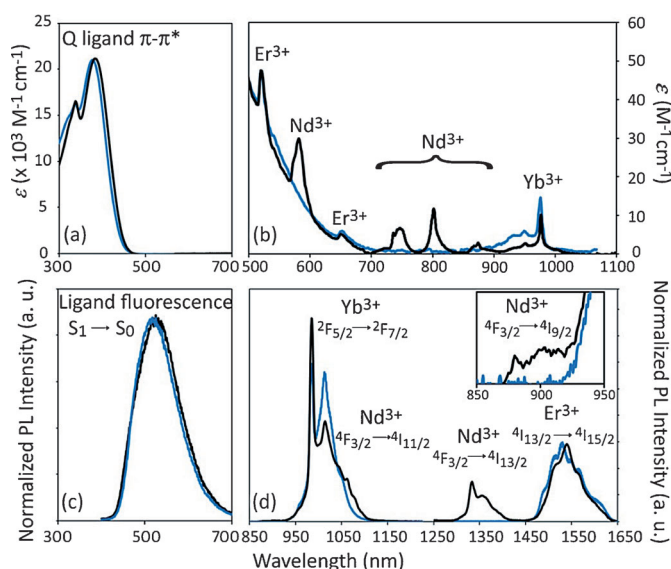 Q ligand π-π*
25
20
15
10
5
0
ε (x 10³ M⁻¹ cm⁻¹)
(a)
300 500 700
Er³⁺
Nd³⁺
Nd³⁺
Er³⁺
Yb³⁺
(b)
60
50
40
30
20
10
0
ε (M⁻¹cm⁻¹)
500 600 700 800 900 1000 1100
Ligand fluorescence
S₁ → S₀
Normalized PL Intensity (a. u.)
(c)
300 500 700
Yb³⁺
²F₅/₂→²F₇/₂
Nd³⁺
⁴F₃/₂→⁴I₁₁/₂
Nd³⁺
⁴F₃/₂→⁴I₁₃/₂
Nd³⁺
⁴F₃/₂→⁴I₉/₂
850 900 950
Er³⁺
⁴I₁₃/₂→⁴I₁₅/₂
(d)
Normalized PL Intensity (a. u.)
850 950 1050 1150 1250 1350 1450 1550 1650
Wavelength (nm)